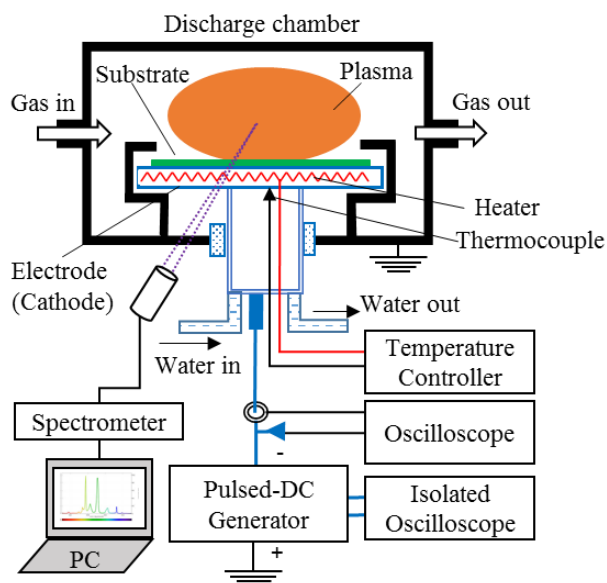 Discharge chamber
Substrate
Plasma
Gas in
Gas out
Heater
Thermocouple
Electrode
(Cathode)
Water out
Water in
Temperature
Controller
Spectrometer
Oscilloscope
-
Pulsed-DC
Generator
Isolated
Oscilloscope
+
PC